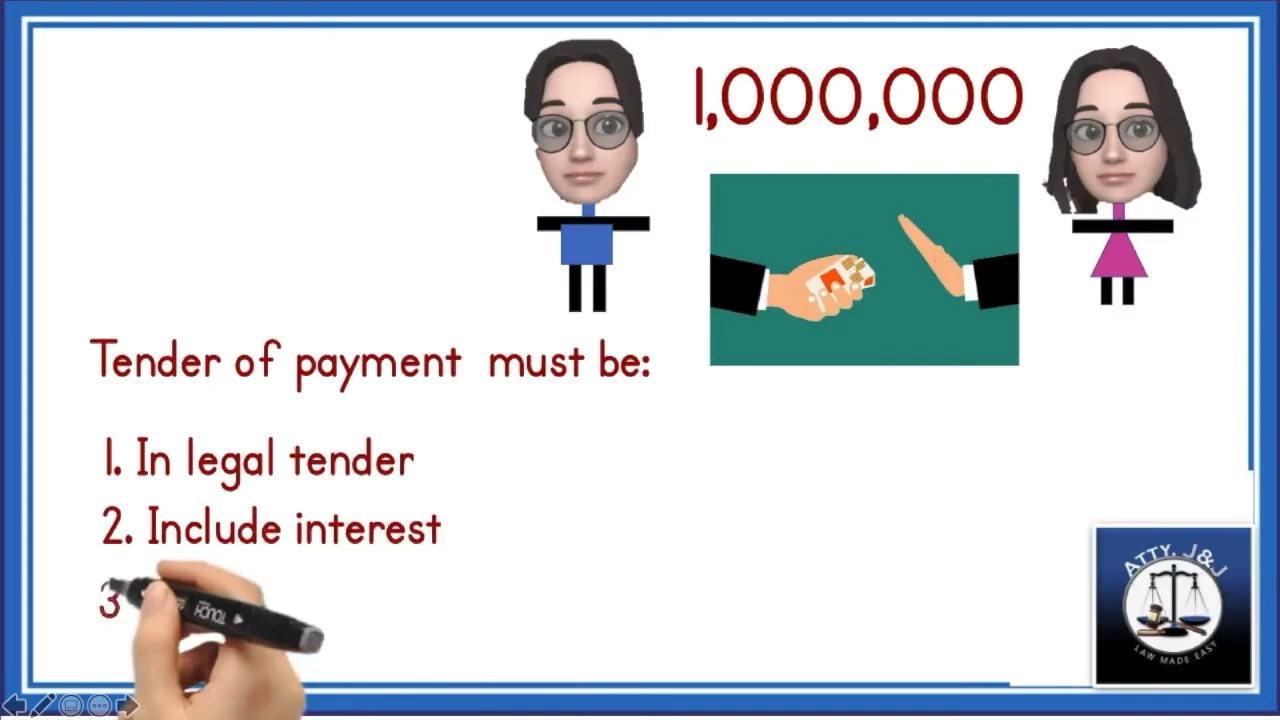 1,000,000
Tender of payment must be:
1. In legal tender
2. Include interest
3
TOUCH
ATTY. J&J
LAW MADE EASY